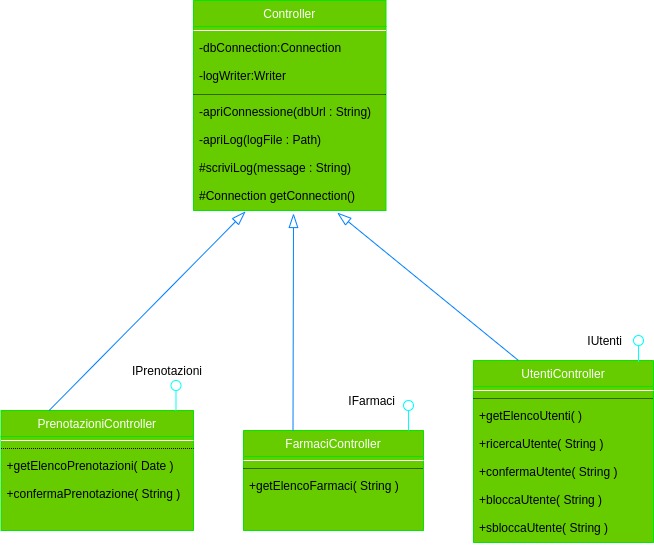 Controller
-dbConnection:Connection
-logWriter:Writer
-apriConnessione(dbUrl : String)
-apriLog(logFile : Path)
#scriviLog(message : String)
#Connection getConnection()
IPrenotazioni
PrenotazioniController
+getElencoPrenotazioni( Date )
+confermaPrenotazione( String )
IFarmaci
FarmaciController
+getElencoFarmaci( String )
IUtenti
UtentiController
+getElencoUtenti( )
+ricercaUtente( String )
+confermaUtente( String )
+bloccaUtente( String )
+sbloccaUtente( String )